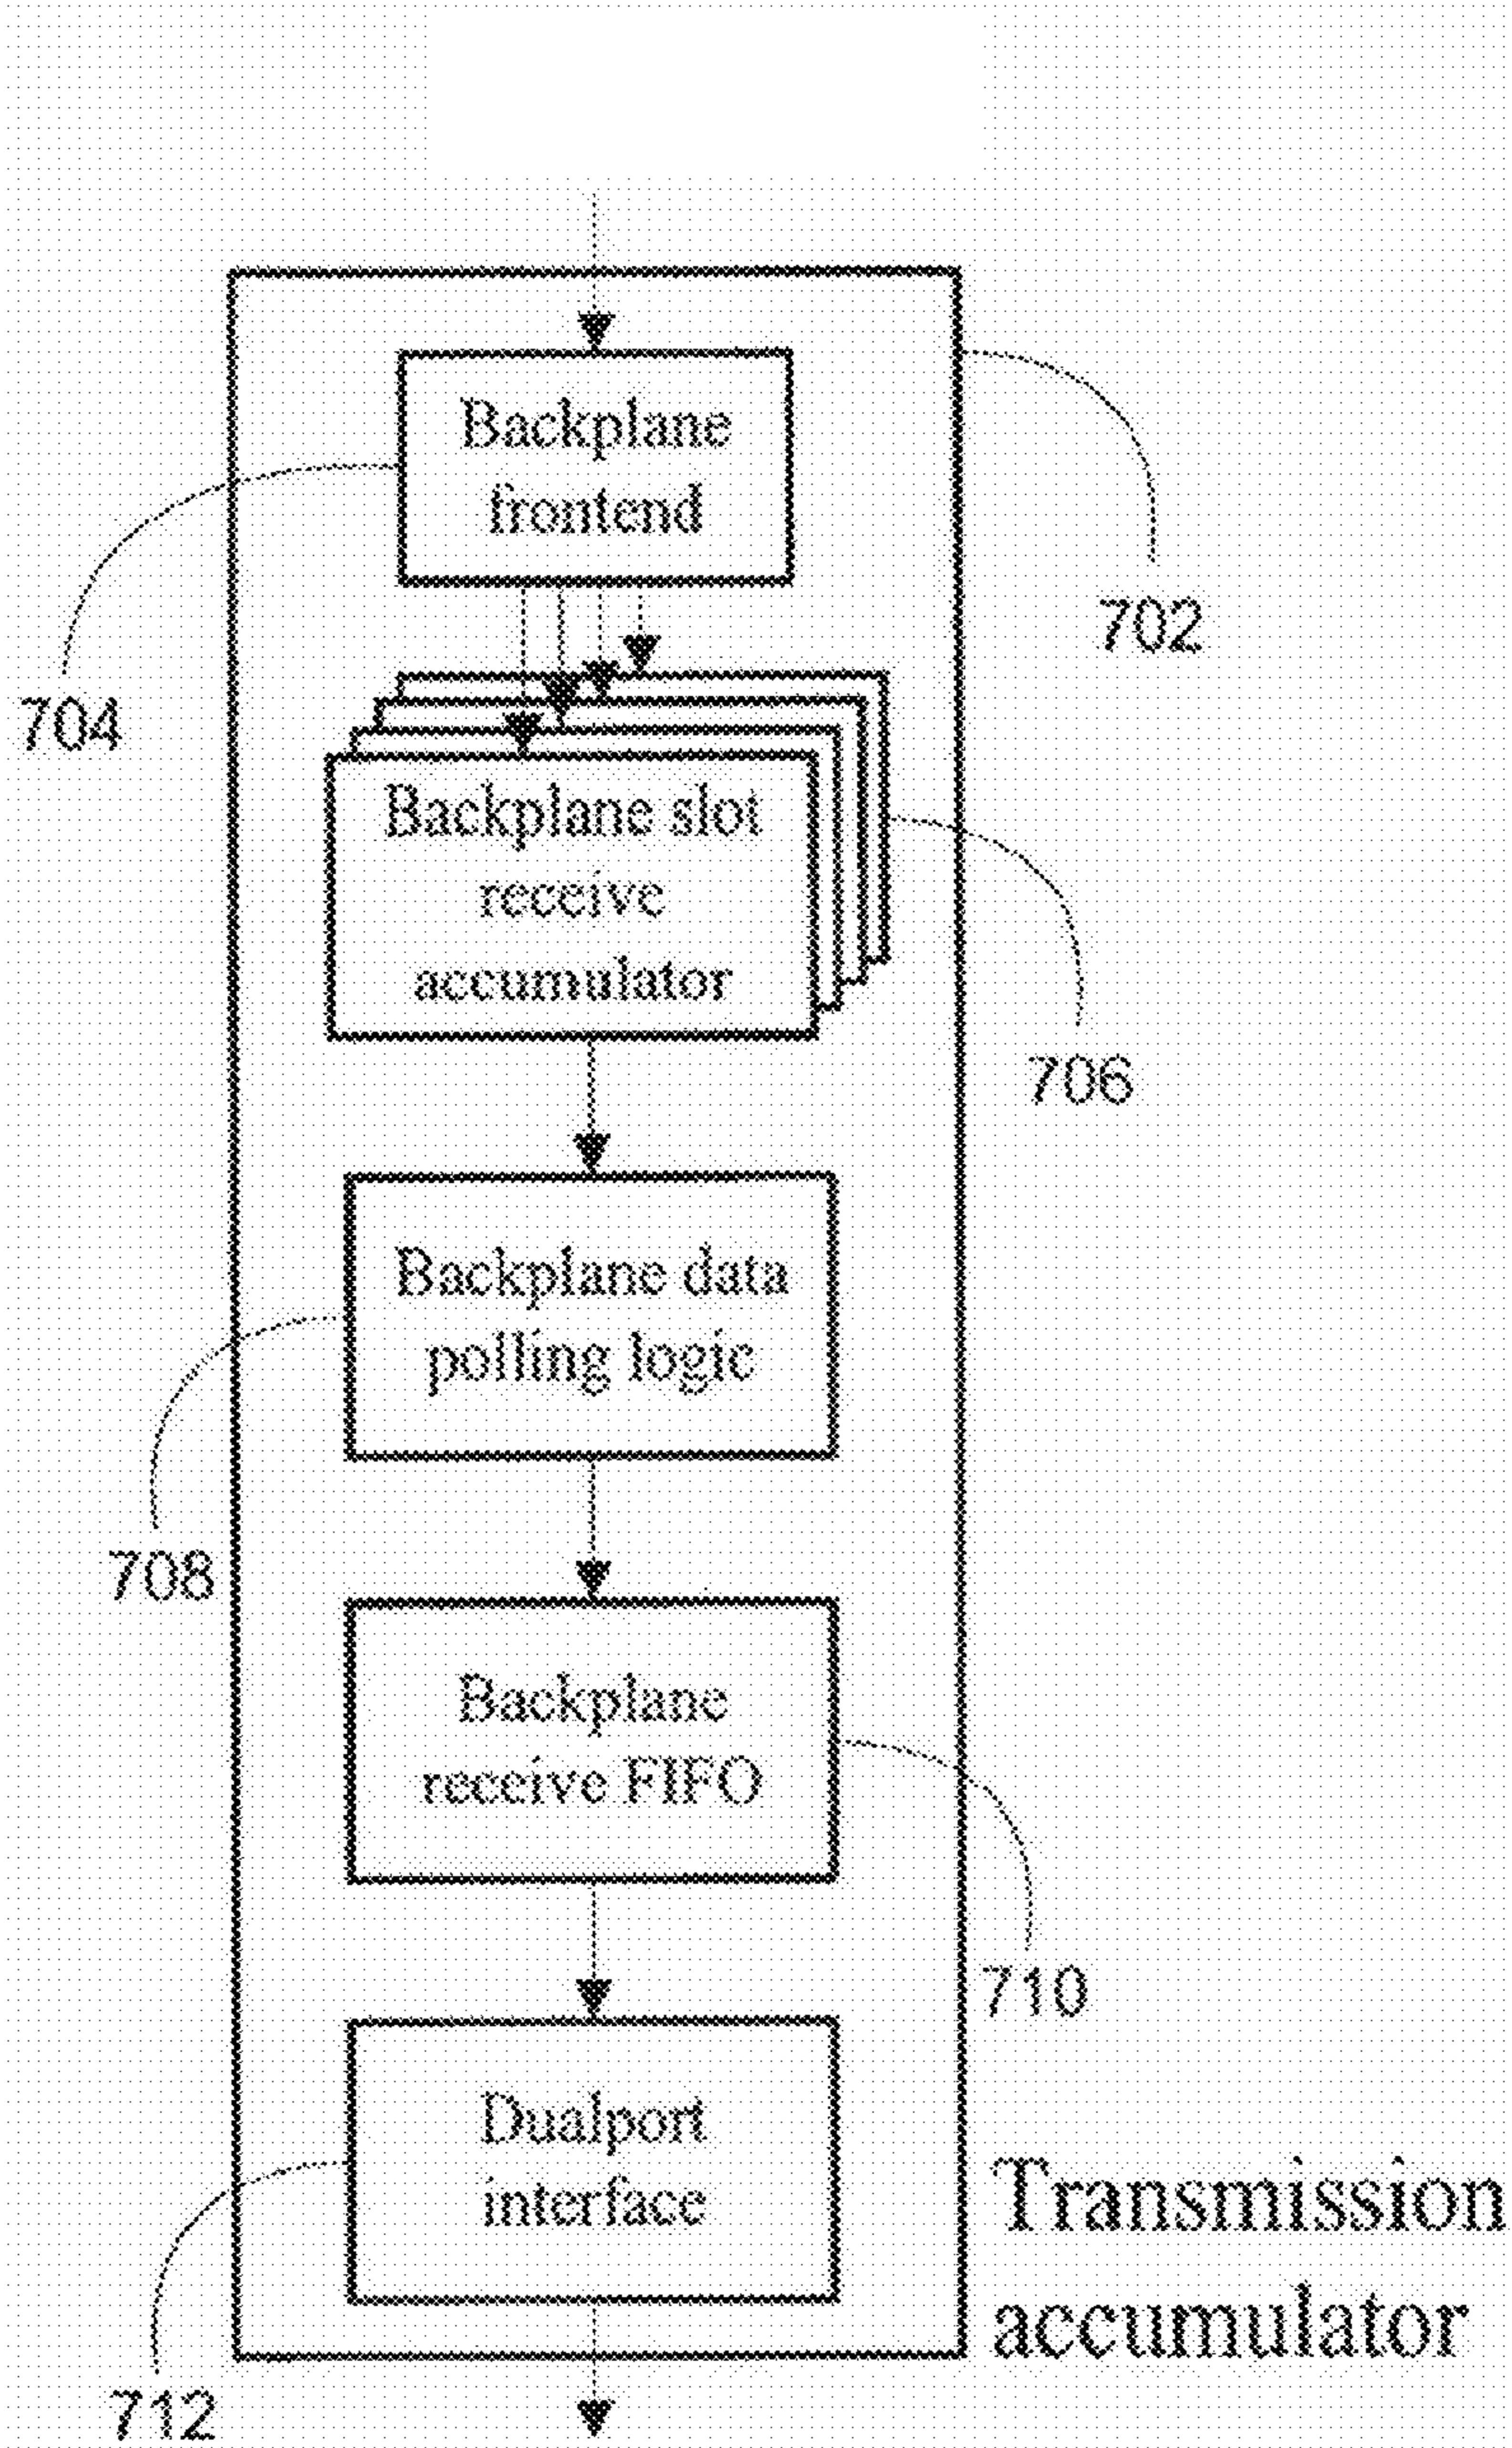 Backplane
frontend
702
704
Backplane slot
receive
accumulator
706
Backplane data
polling logic
708
Backplane
receive FIFO
710
Dualport
interface
Transmission
accumulator
712